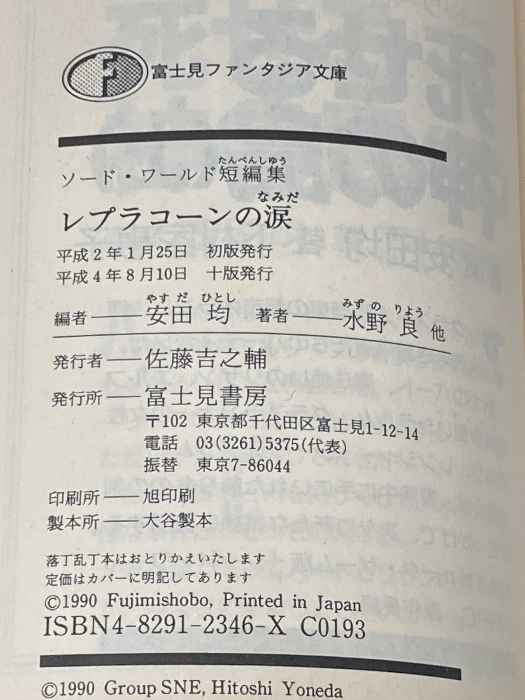 F
富士見ファンタジア文庫
ソード・ワールド短編集
たんぺんしゅう
レプラコーンの涙
なみだ
平成2年1月25日 初版発行
平成4年8月10日 十版発行
編者――安田 均 著者――水野 良 他
やすだ ひとし みずの りょう
発行者――佐藤吉之輔
発行所――富士見書房
〒102 東京都千代田区富士見1-12-14
電話 03(3261)5375(代表)
振替 東京7-86044
印刷所――旭印刷
製本所――大谷製本
落丁乱丁本はおとりかえいたします
定価はカバーに明記してあります
©1990 Fujimishobo, Printed in Japan
ISBN4-8291-2346-X C0193
©1990 Group SNE, Hitoshi Yoneda